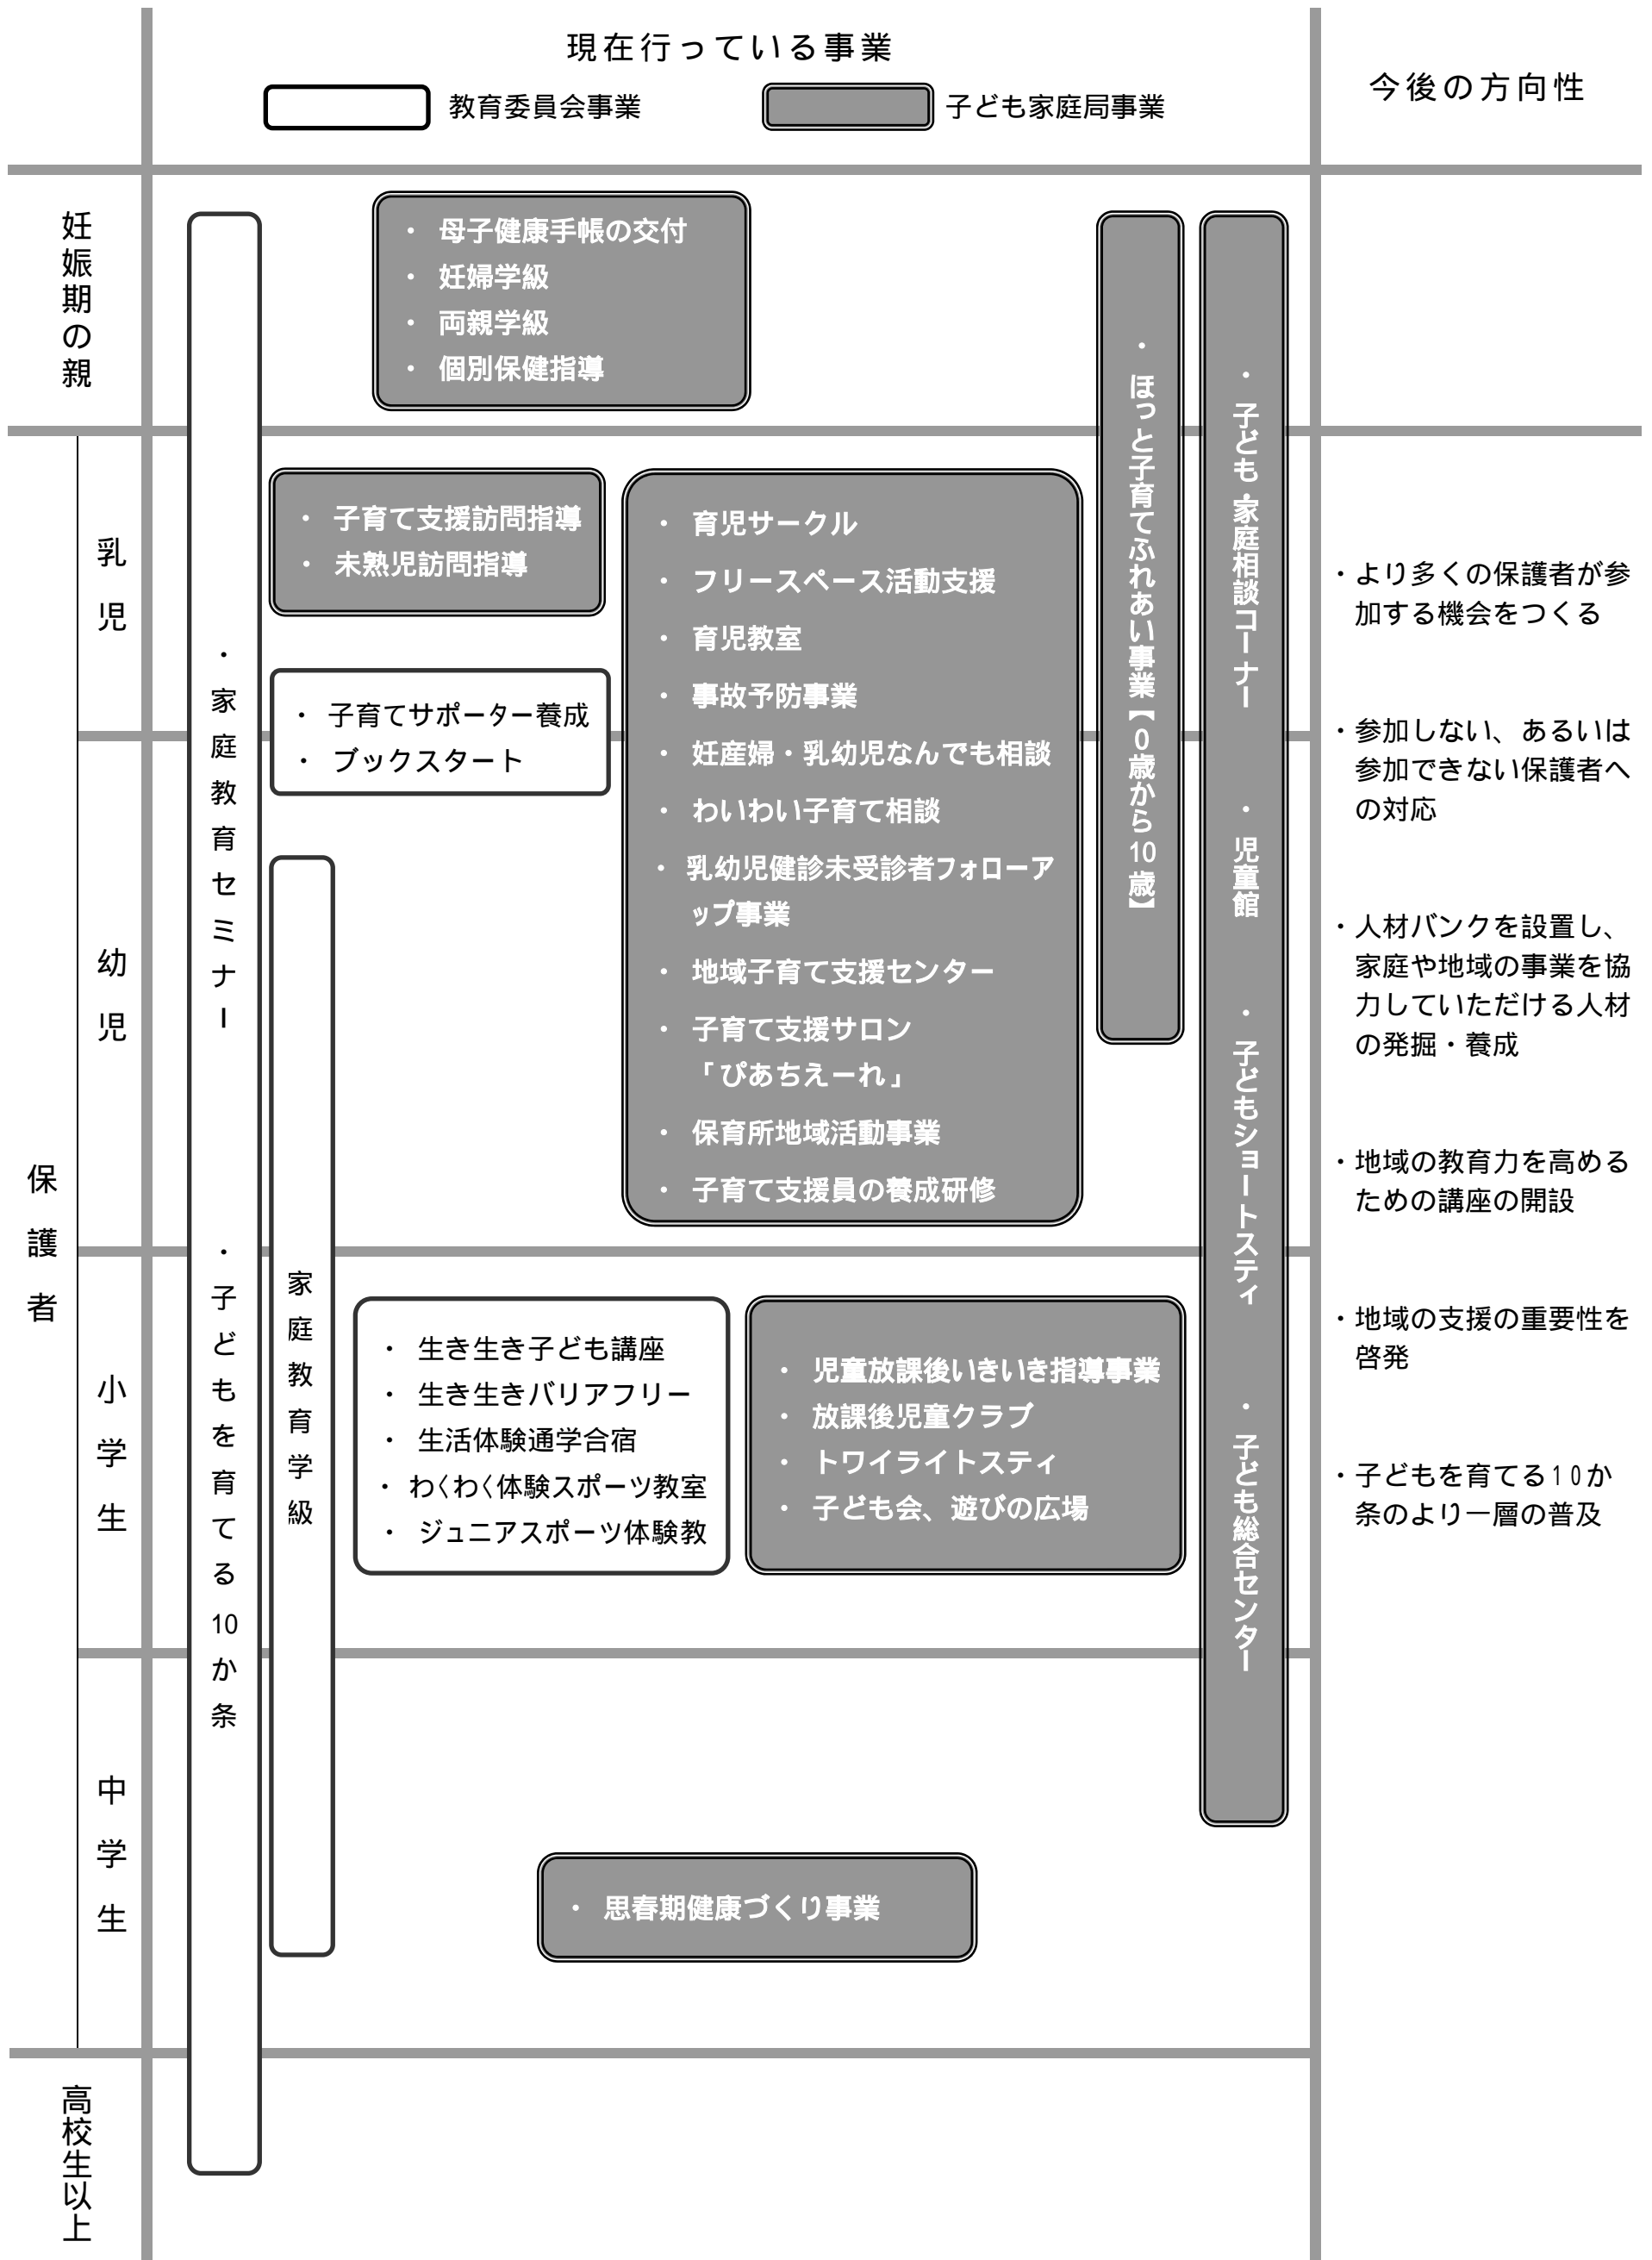 現在行っている事業
教育委員会事業
子ども家庭局事業
今後の方向性
妊娠期の親
保護者
乳児
幼児
小学生
中学生
高校生以上
・家庭教育セミナー
・子どもを育てる10か条
家庭教育学級
・ 母子健康手帳の交付
・ 妊婦学級
・ 両親学級
・ 個別保健指導
・ 子育て支援訪問指導
・ 未熟児訪問指導
・ 子育てサポーター養成
・ ブックスタート
・ 育児サークル
・ フリースペース活動支援
・ 育児教室
・ 事故予防事業
・ 妊産婦・乳幼児なんでも相談
・ わいわい子育て相談
・ 乳幼児健診未受診者フォローア
ップ事業
・ 地域子育て支援センター
・ 子育て支援サロン
「ぴあちぇーれ」
・ 保育所地域活動事業
・ 子育て支援員の養成研修
・ 生き生き子ども講座
・ 生き生きバリアフリー
・ 生活体験通学合宿
・ わくわく体験スポーツ教室
・ ジュニアスポーツ体験教
・ 児童放課後いきいき指導事業
・ 放課後児童クラブ
・ トワイライトスティ
・ 子ども会、遊びの広場
・ 思春期健康づくり事業
・ほっと子育てふれあい事業【0歳から10歳】
・子ども・家庭相談コーナー
・児童館
・子どもショートスティ
・子ども総合センター
・より多くの保護者が参
加する機会をつくる
・参加しない、あるいは
参加できない保護者へ
の対応
・人材バンクを設置し、
家庭や地域の事業を協
力していただける人材
の発掘・養成
・地域の教育力を高める
ための講座の開設
・地域の支援の重要性を
啓発
・子どもを育てる10か
条のより一層の普及